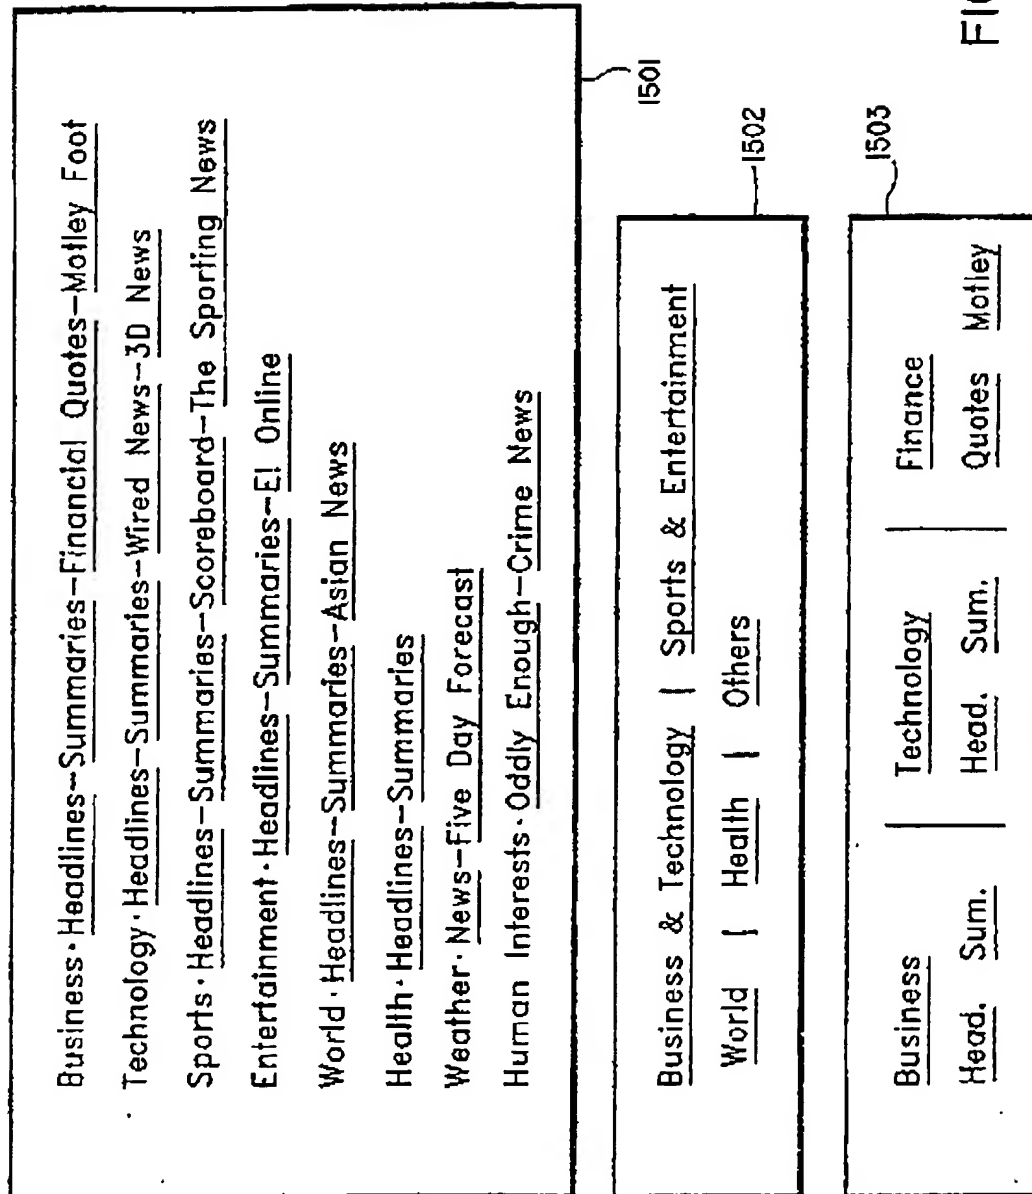 Business·Headlines–Summaries–Financial Quotes–Motley Foot
Technology·Headlines–Summaries–Wired News–3D News
Sports·Headlines–Summaries–Scoreboard–The Sporting News
Entertainment·Headlines–Summaries–E! Online
World·Headlines–Summaries–Asian News
Health·Headlines–Summaries
Weather·News–Five Day Forecast
Human Interests·Oddly Enough–Crime News
1501
Business & Technology | Sports & Entertainment
World | Health | Others
1502
Business | Technology | Finance
Head. Sum. Head. Sum. Quotes Motley
1503